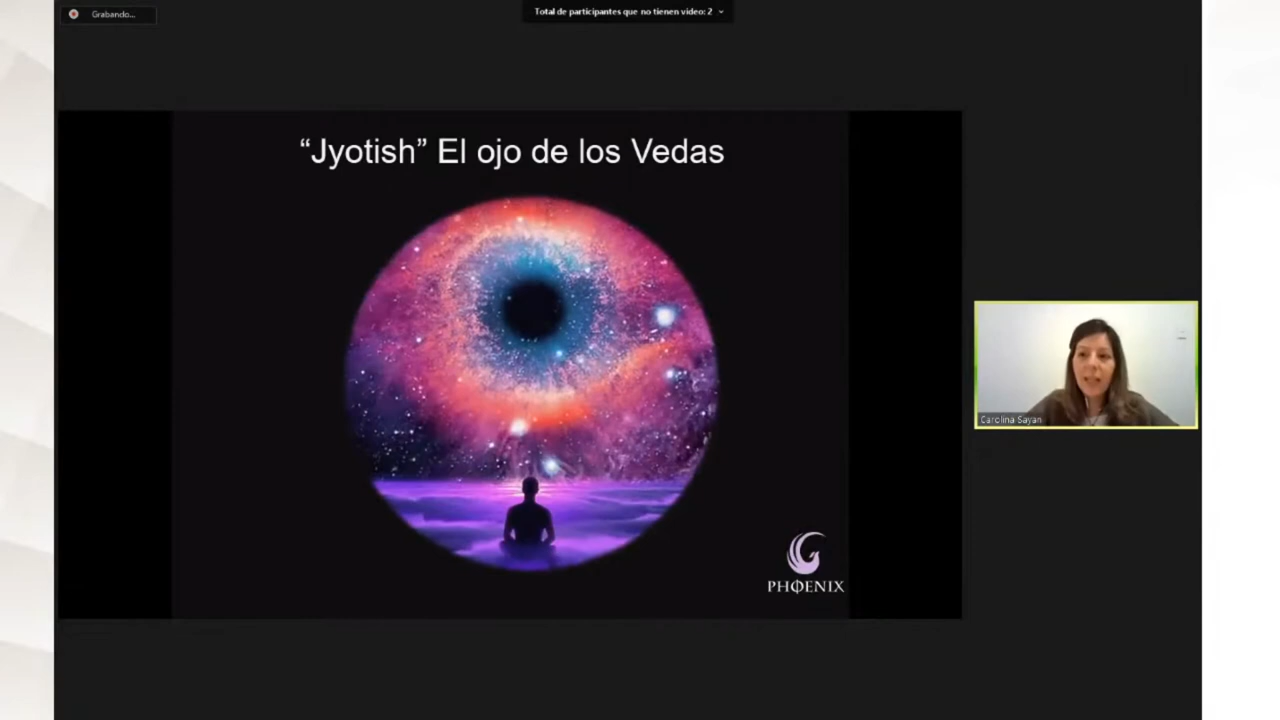 Grabando...
Total de participantes que no tienen video: 2
“Jyotish” El ojo de los Vedas
PHOENIX
Carolina Sayan